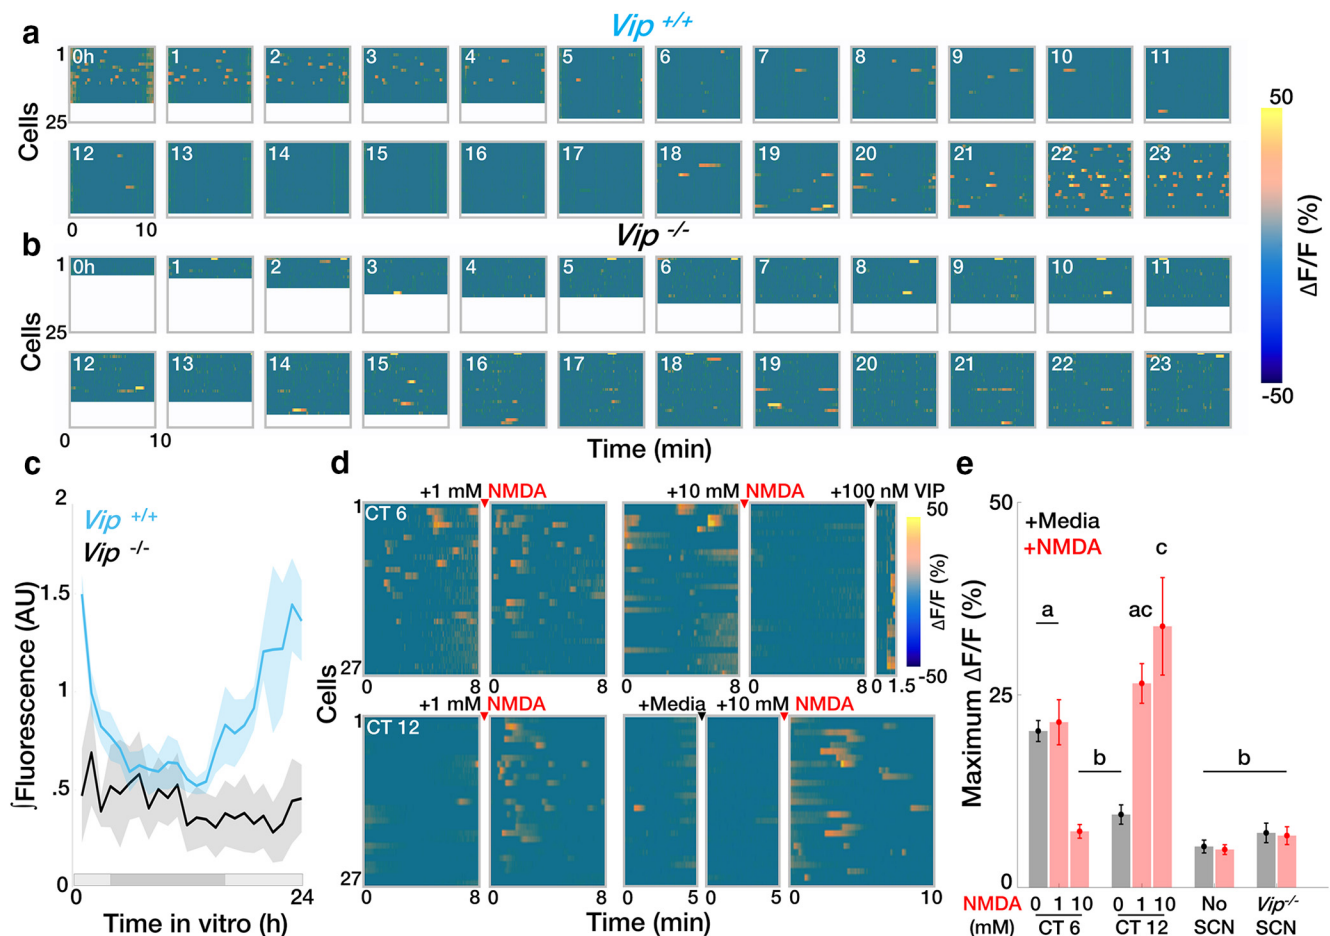 a
Vip +/+
1
Cells
25
0h 1 2 3 4 5 6 7 8 9 10 11
12 13 14 15 16 17 18 19 20 21 22 23
0 10
50
ΔF/F (%)
-50
b
Vip -/-
1
Cells
25
0h 1 2 3 4 5 6 7 8 9 10 11
12 13 14 15 16 17 18 19 20 21 22 23
0 10
Time (min)
c
2
Vip +/+
Vip -/-
1.5
1
.5
0
∫Fluorescence (AU)
0 24
Time in vitro (h)
d
+1 mM NMDA +10 mM NMDA +100 nM VIP
1 CT 6
27
0 8 0 8 0 8 0 8 0 1.5
50
ΔF/F (%)
-50
Cells
+1 mM NMDA +Media +10 mM NMDA
1 CT 12
27
0 8 0 8 0 5 0 5 0 10
Time (min)
e
50
25
0
Maximum ΔF/F (%)
+Media
+NMDA
a b ac c b
NMDA 0 1 10 0 1 10 No Vip-/-
(mM) CT 6 CT 12 SCN SCN